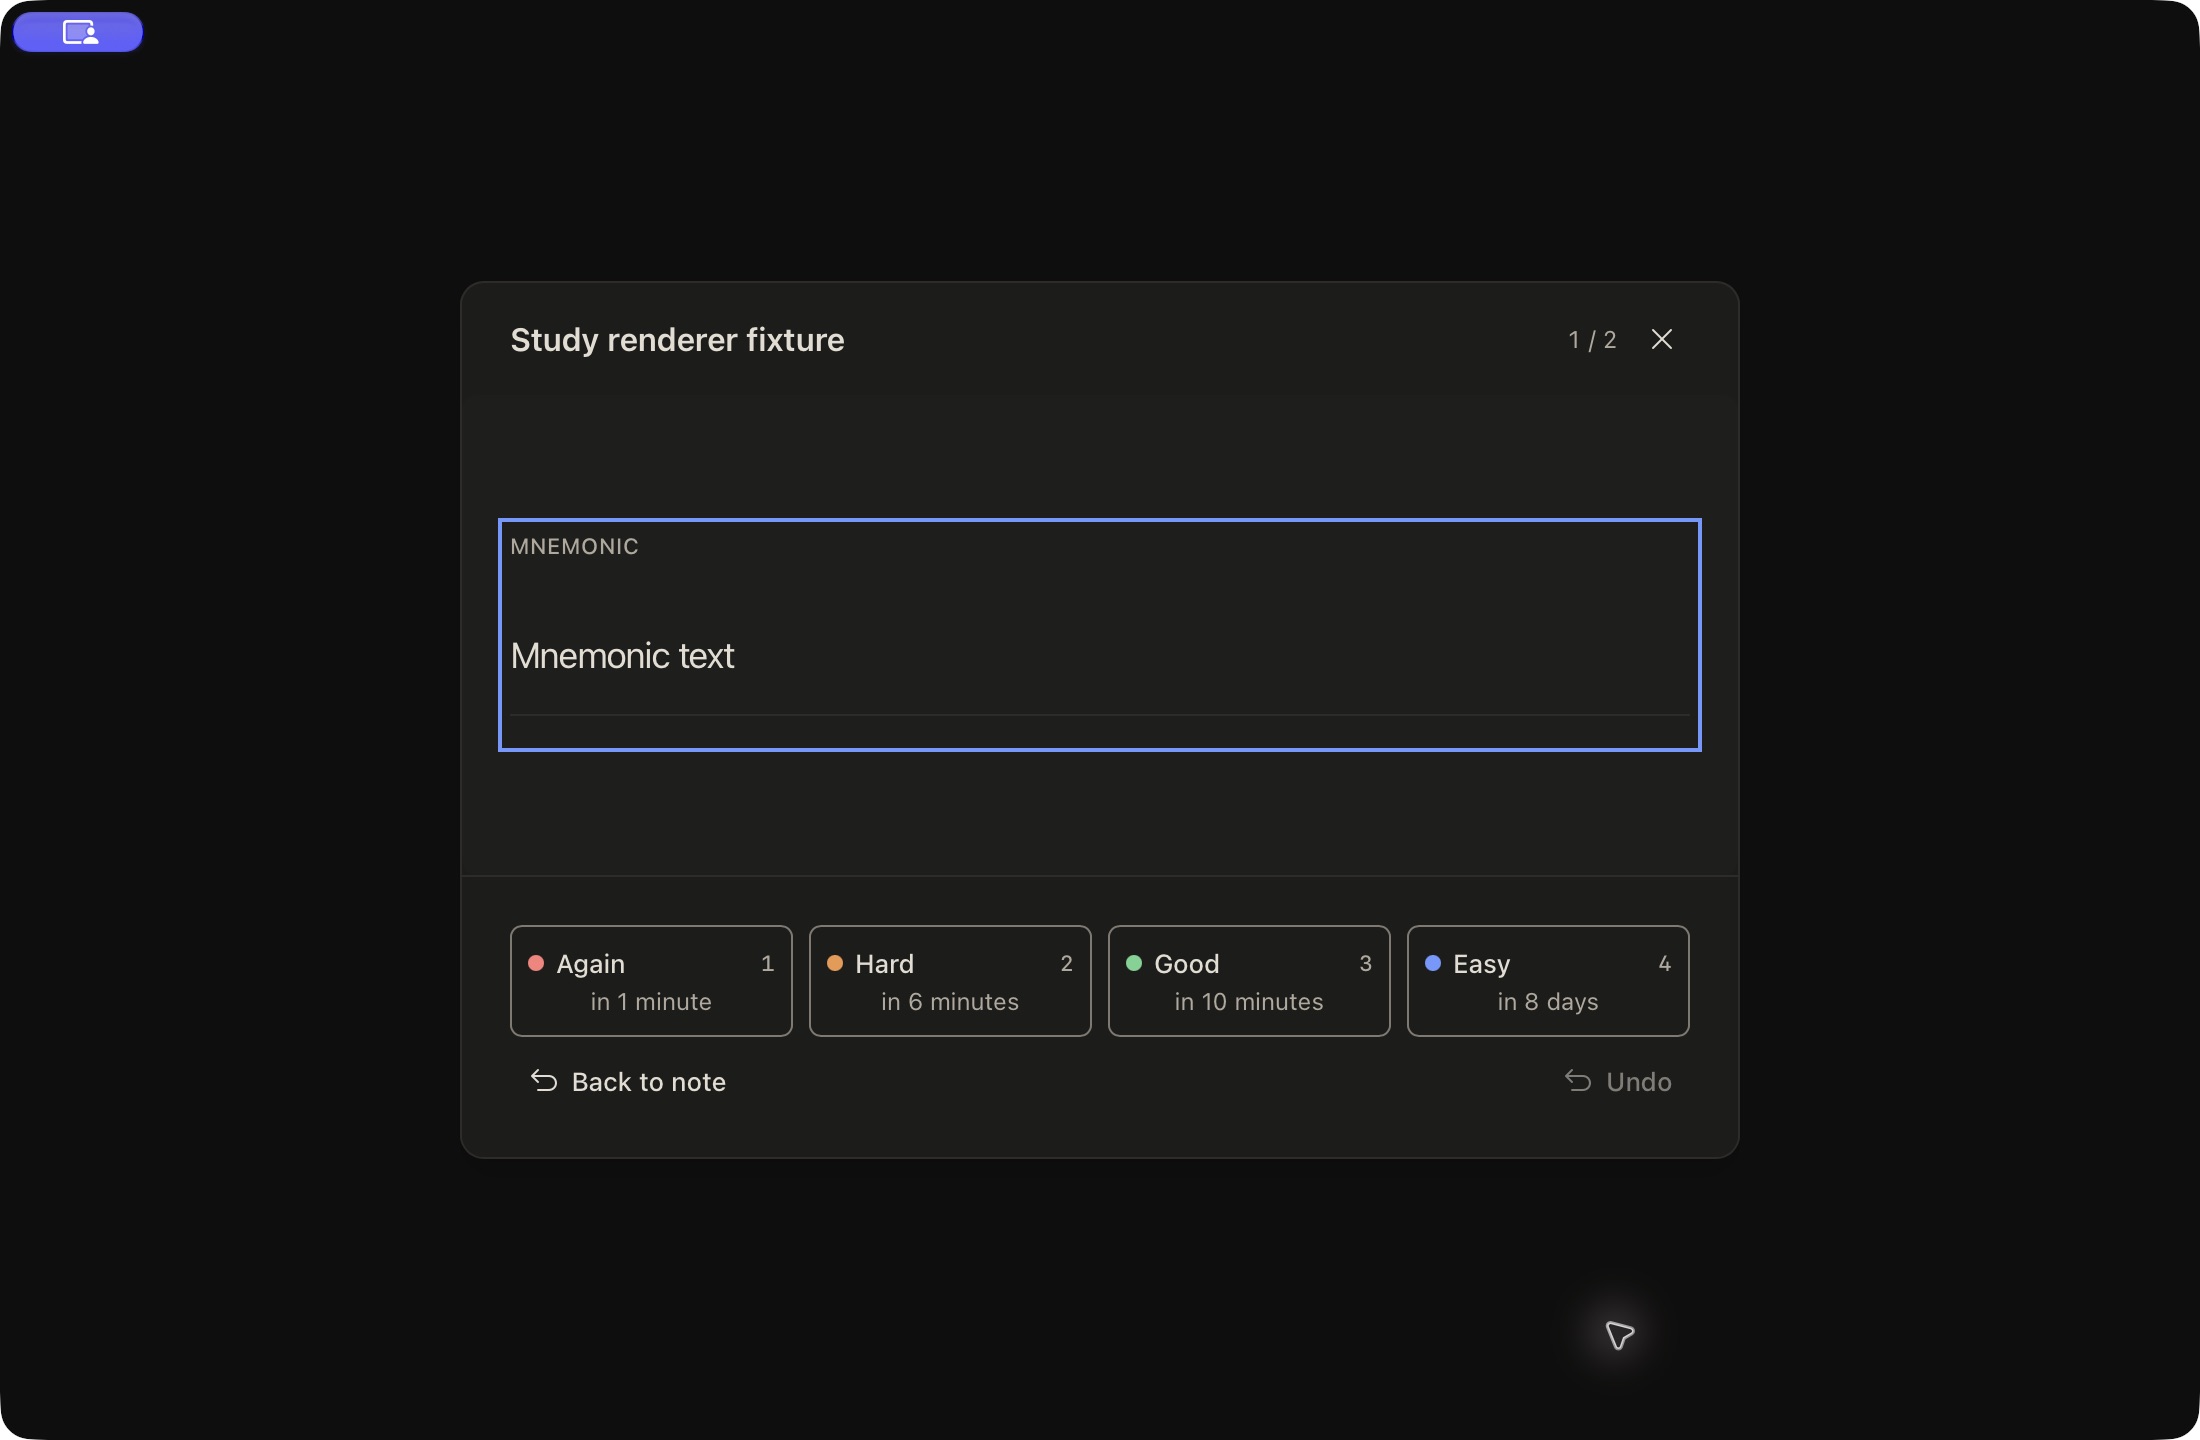 Study renderer fixture
1 / 2
MNEMONIC
Mnemonic text
Again 1
in 1 minute
Hard 2
in 6 minutes
Good 3
in 10 minutes
Easy 4
in 8 days
Back to note
Undo